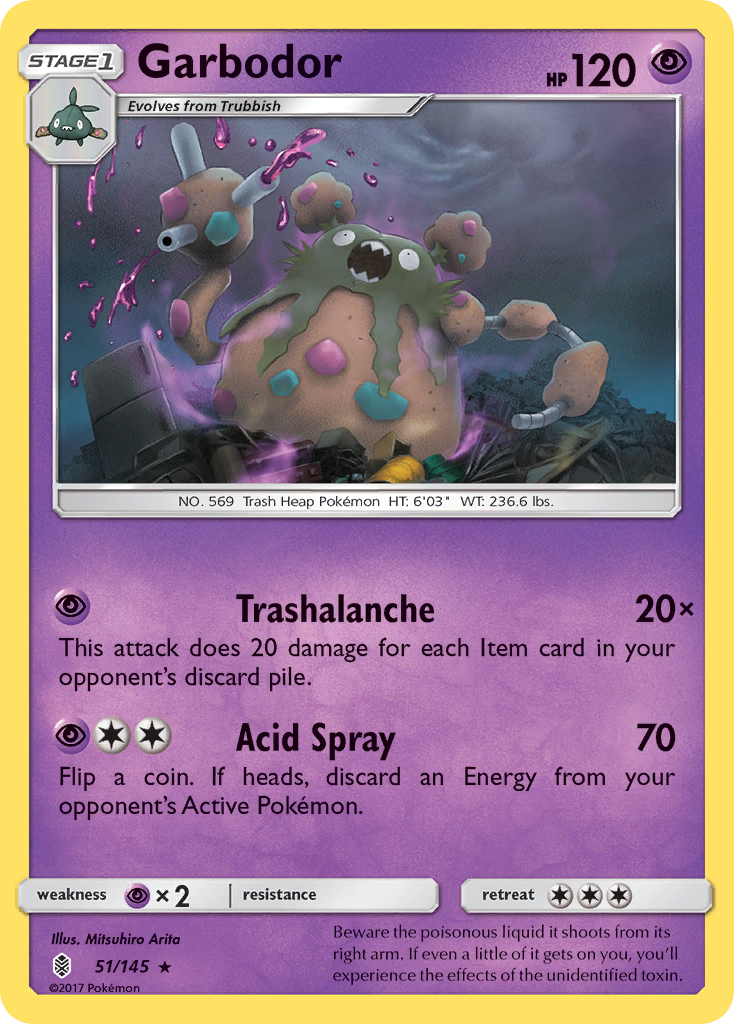 STAGE1
Garbodor
HP 120
Evolves from Trubbish
NO. 569 Trash Heap Pokémon HT: 6'03" WT: 236.6 lbs.
Trashalanche 20×
This attack does 20 damage for each Item card in your
opponent's discard pile.
Acid Spray 70
Flip a coin. If heads, discard an Energy from your
opponent's Active Pokémon.
weakness × 2 resistance retreat
Illus. Mitsuhiro Arita
51/145 ★
©2017 Pokémon
Beware the poisonous liquid it shoots from its
right arm. If even a little of it gets on you, you'll
experience the effects of the unidentified toxin.